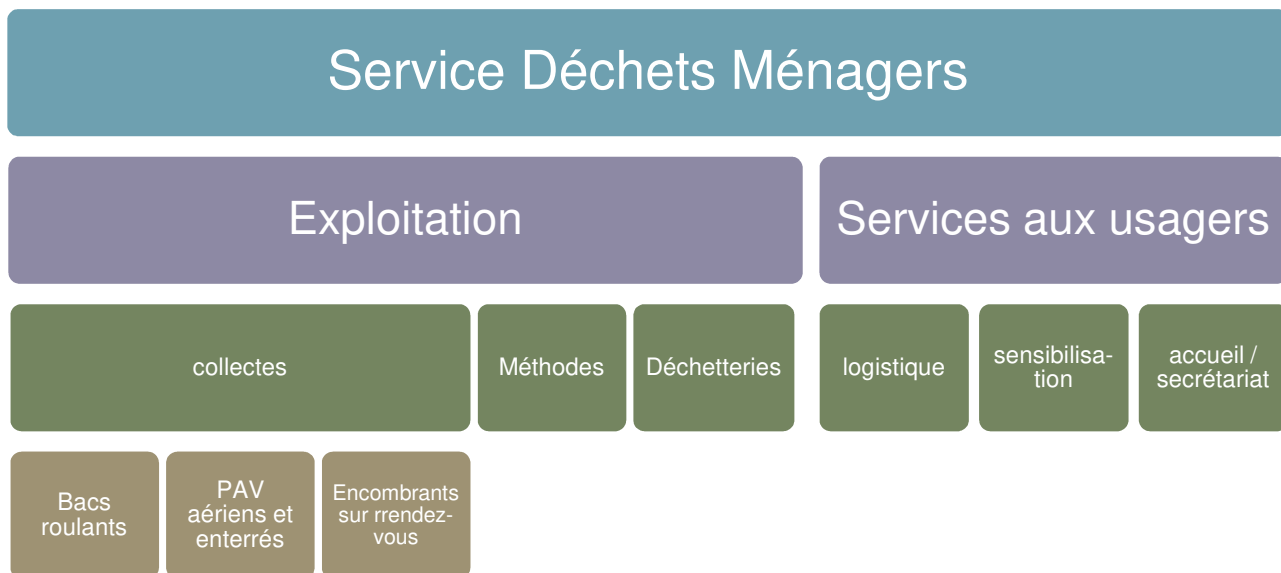 Service Déchets Ménagers
Exploitation
Services aux usagers
collectes
Méthodes
Déchetteries
logistique
sensibilisa-
tion
accueil /
secrétariat
Bacs
roulants
PAV
aériens et
enterrés
Encombrants
sur rrendez-
vous